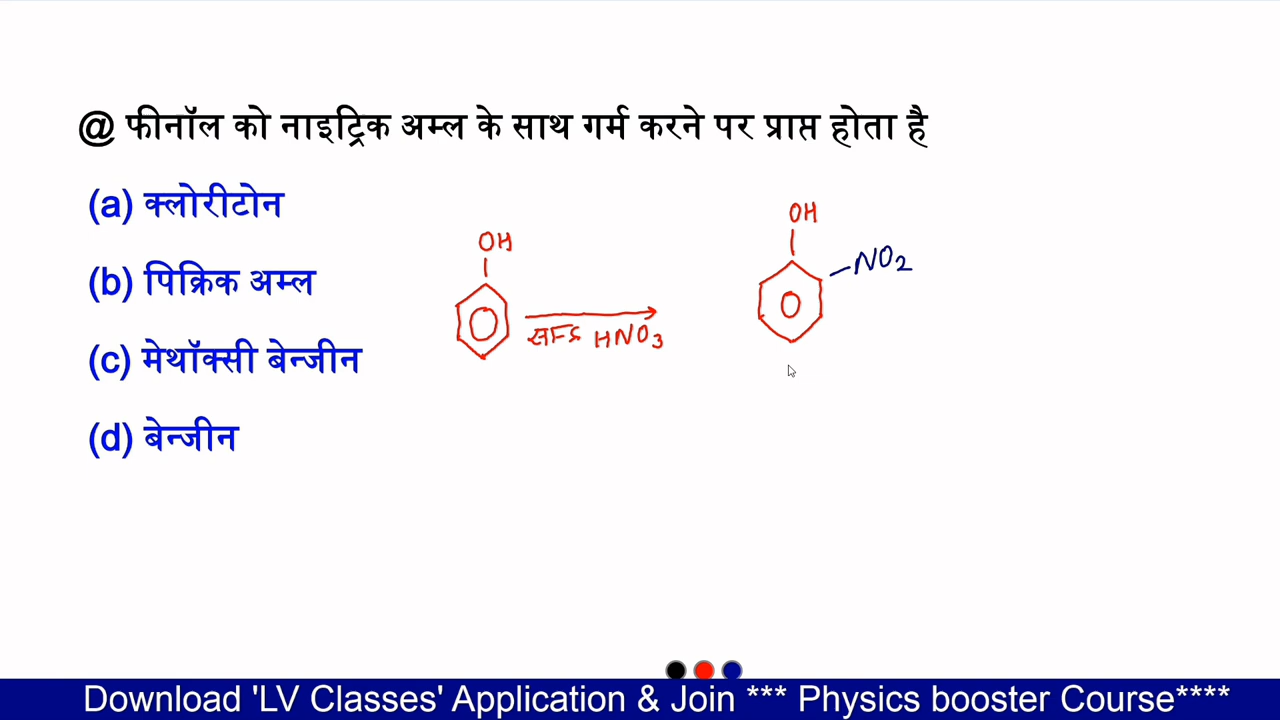 @ फीनॉल को नाइट्रिक अम्ल के साथ गर्म करने पर प्राप्त होता है
(a) क्लोरीटोन
(b) पिक्रिक अम्ल
(c) मेथॉक्सी बेन्जीन
(d) बेन्जीन
OH
HNO3
OH
NO2
Download 'LV Classes' Application & Join *** Physics booster Course****